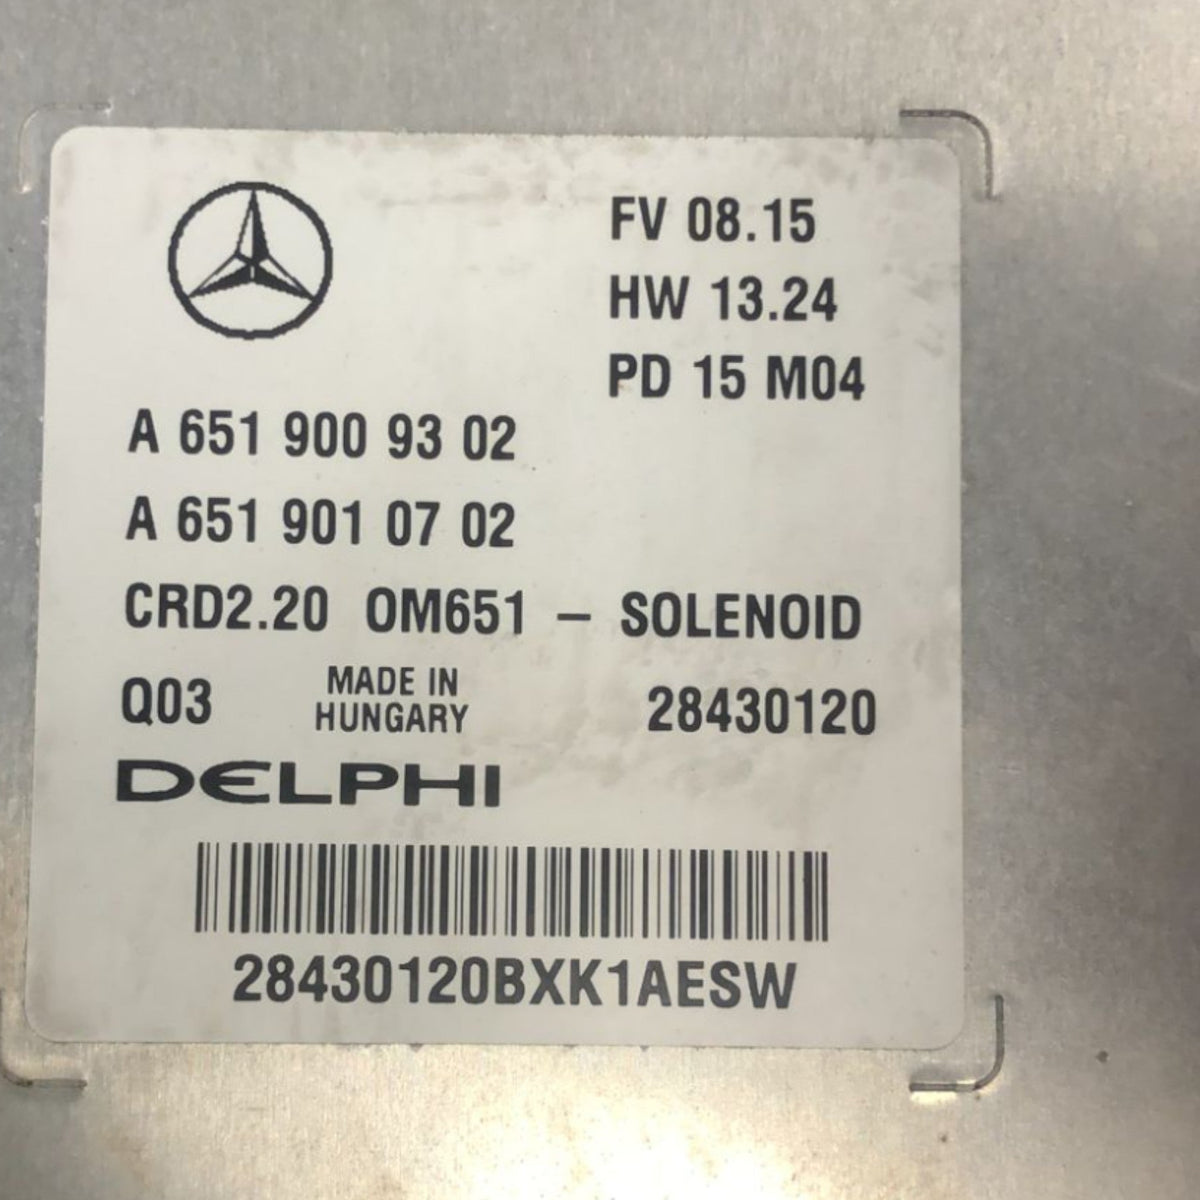 FV 08.15
HW 13.24
PD 15 M04
A 651 900 93 02
A 651 901 07 02
CRD2.20 OM651 – SOLENOID
Q03 MADE IN HUNGARY 28430120
DELPHI
28430120BXK1AESW